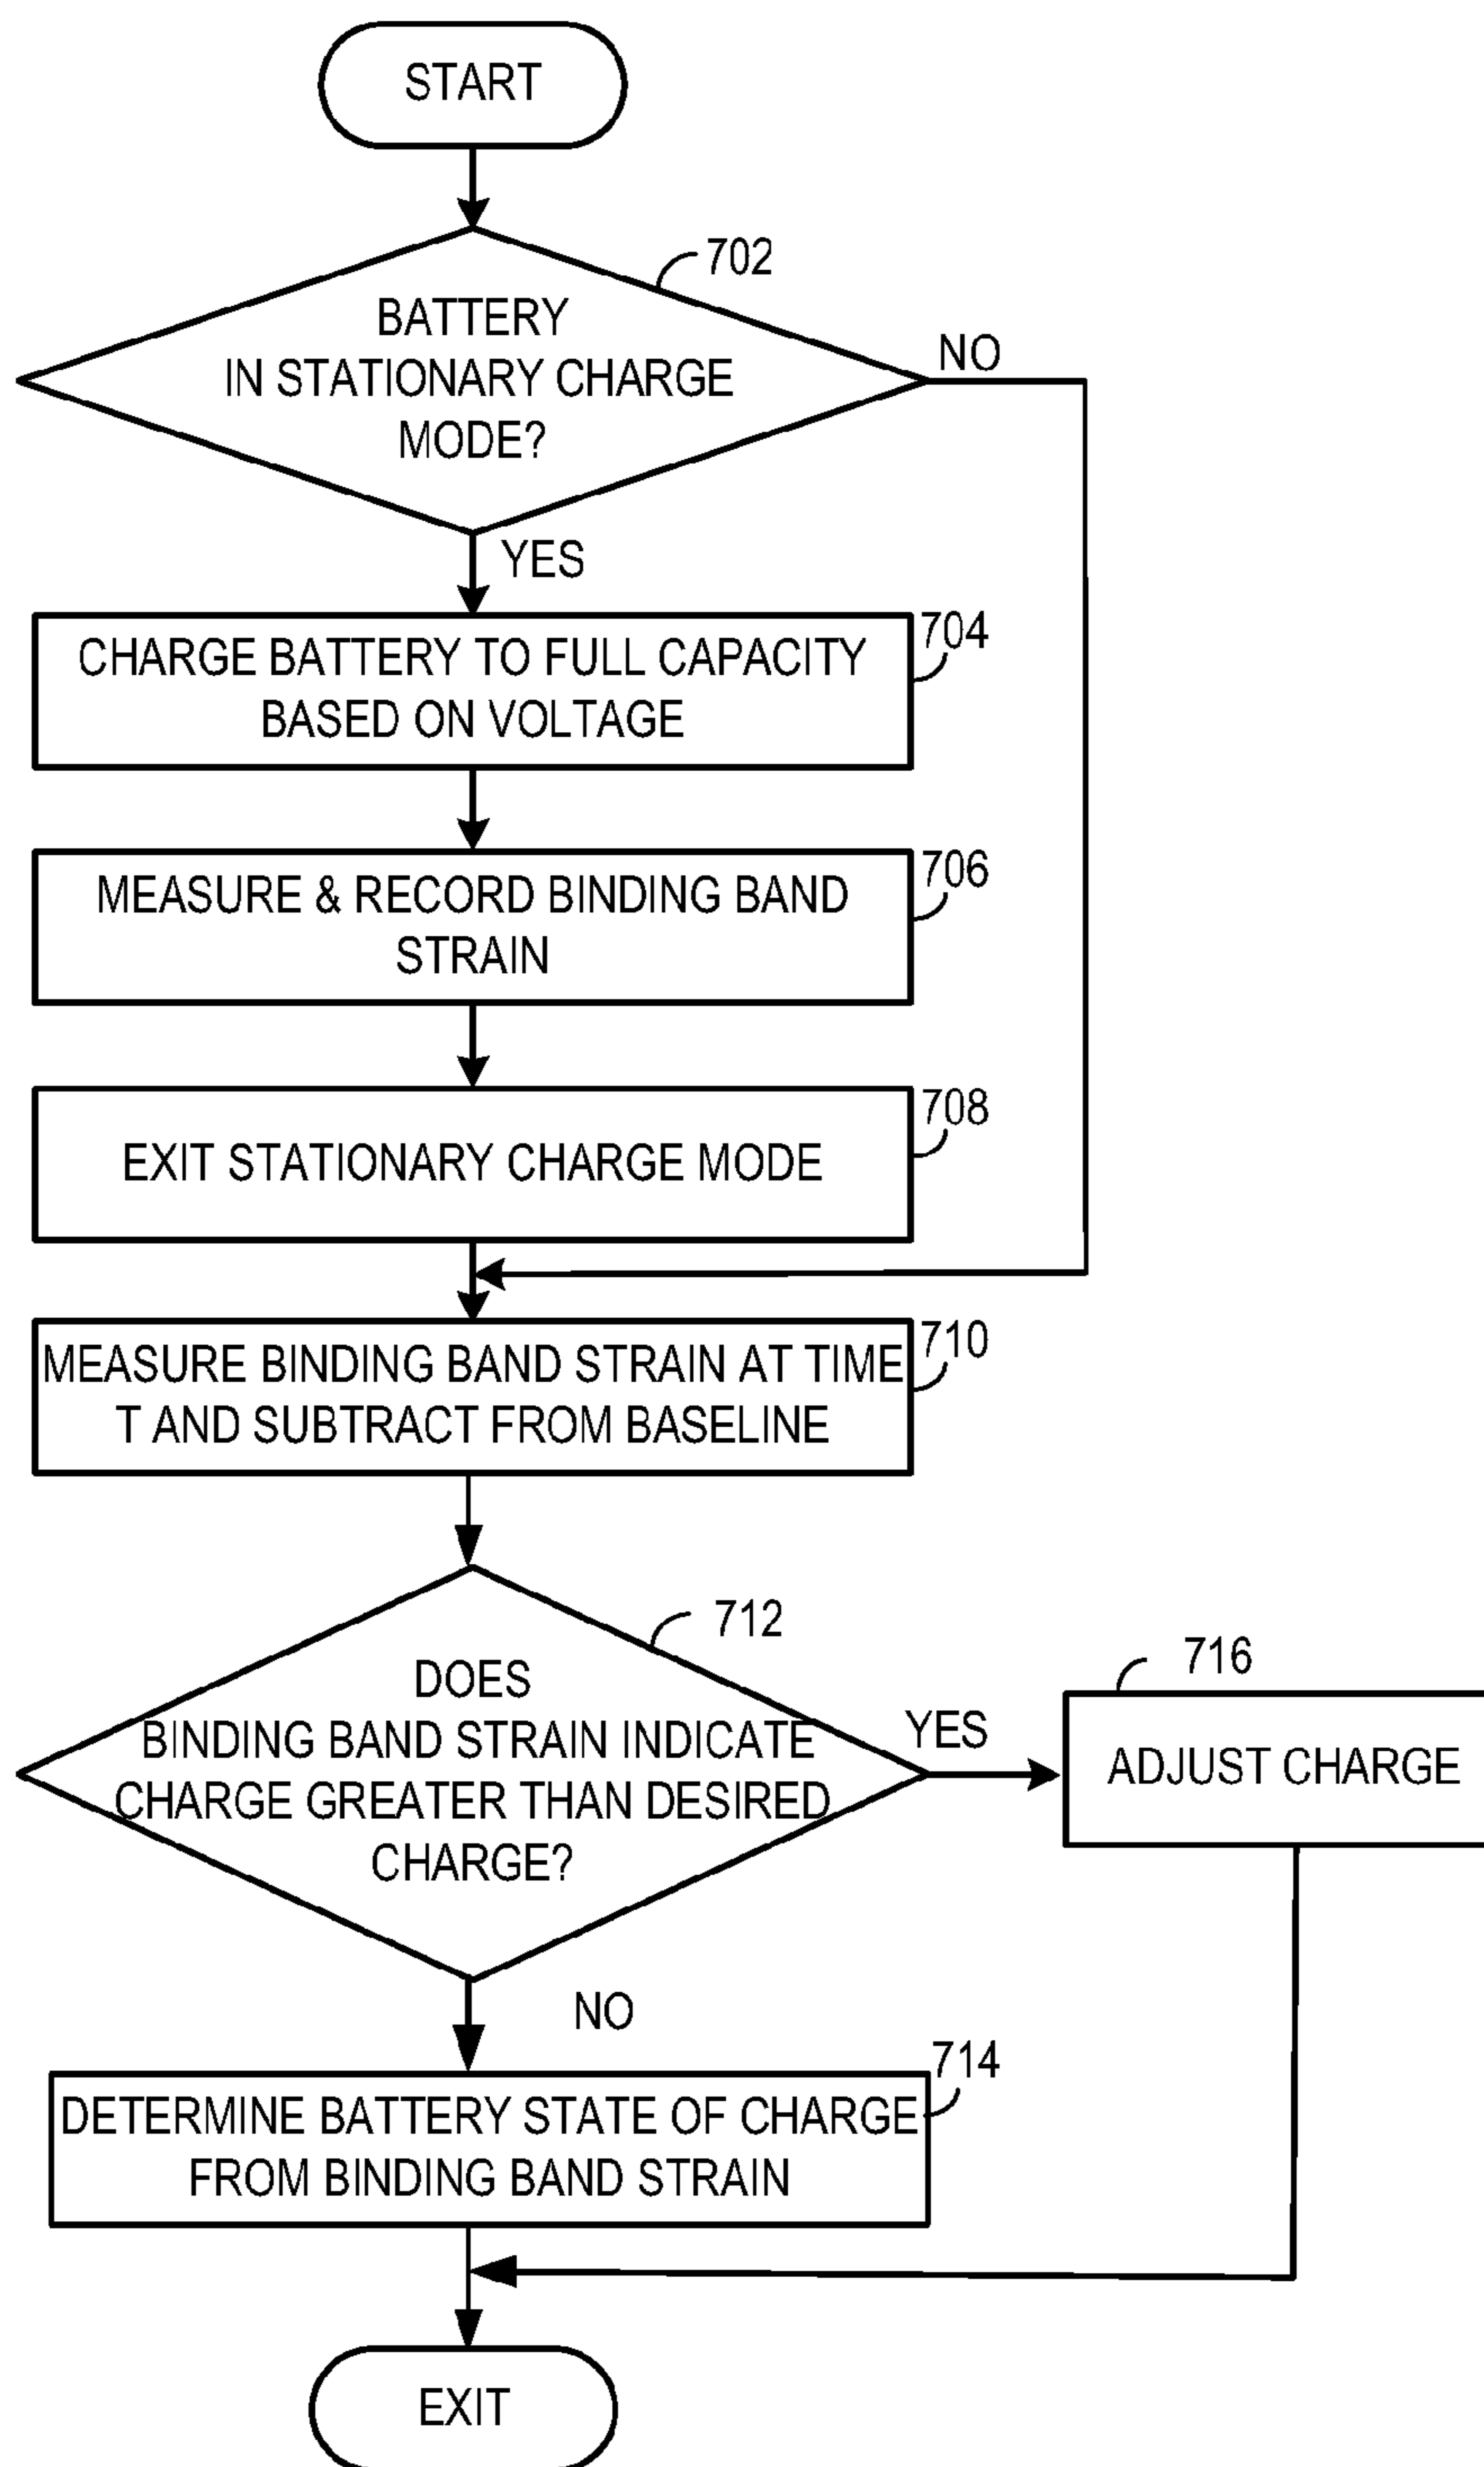 START
702
BATTERY
IN STATIONARY CHARGE
MODE?
NO
YES
704
CHARGE BATTERY TO FULL CAPACITY
BASED ON VOLTAGE
706
MEASURE & RECORD BINDING BAND
STRAIN
708
EXIT STATIONARY CHARGE MODE
710
MEASURE BINDING BAND STRAIN AT TIME
T AND SUBTRACT FROM BASELINE
712
DOES
BINDING BAND STRAIN INDICATE
CHARGE GREATER THAN DESIRED
CHARGE?
YES
716
ADJUST CHARGE
NO
714
DETERMINE BATTERY STATE OF CHARGE
FROM BINDING BAND STRAIN
EXIT